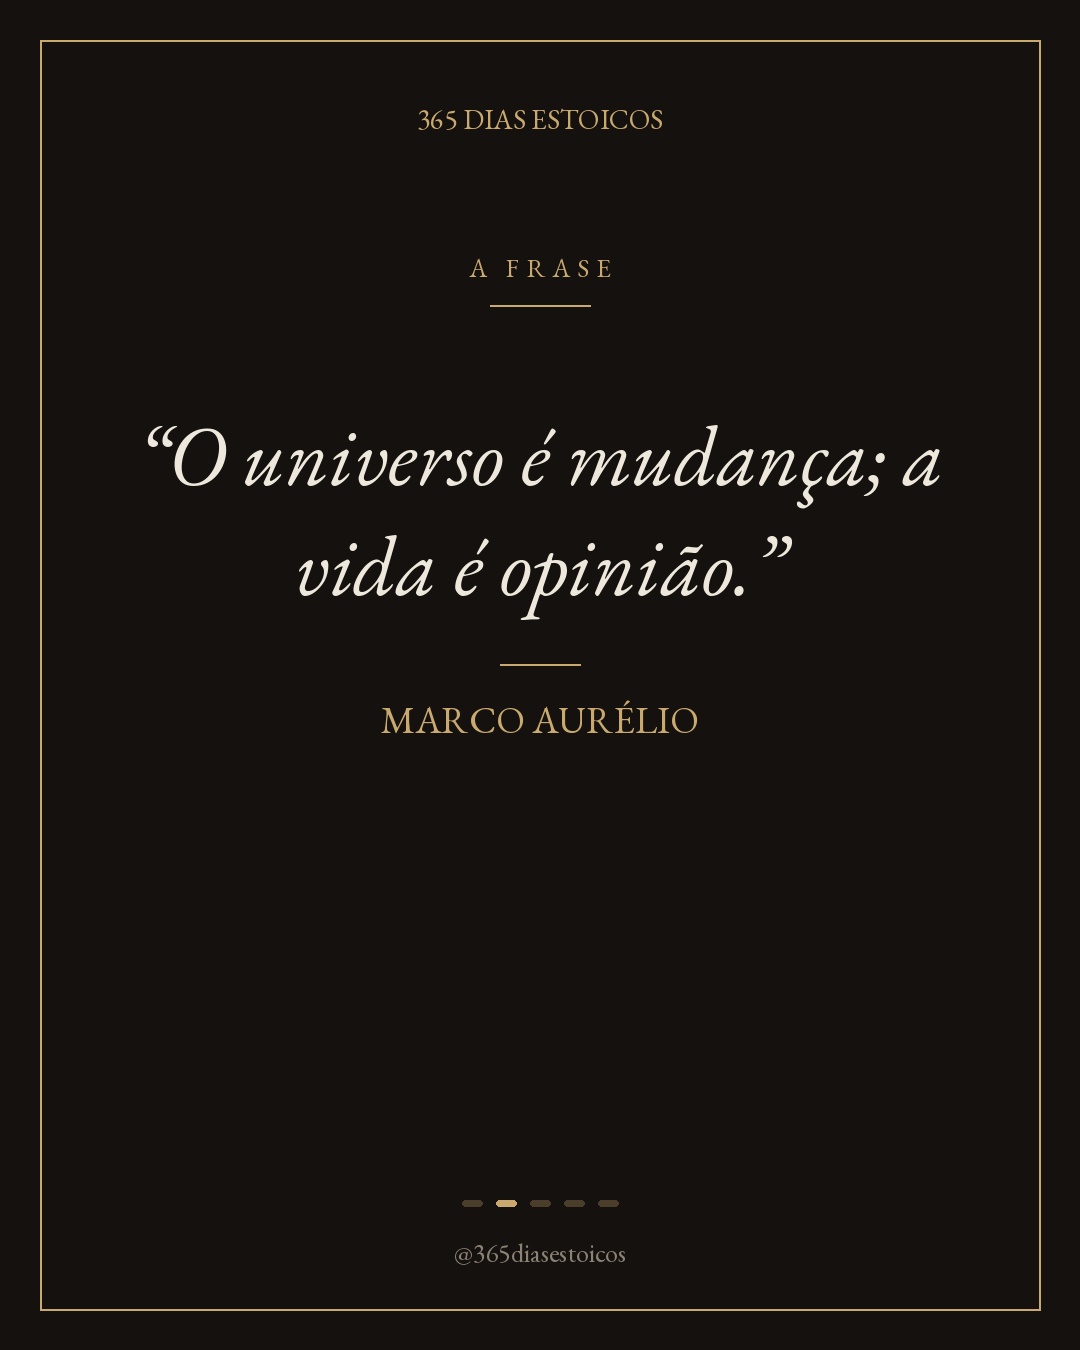 365 DIAS ESTOICOS
A FRASE
“O universo é mudança; a
vida é opinião.”
MARCO AURÉLIO
@365diasestoicos